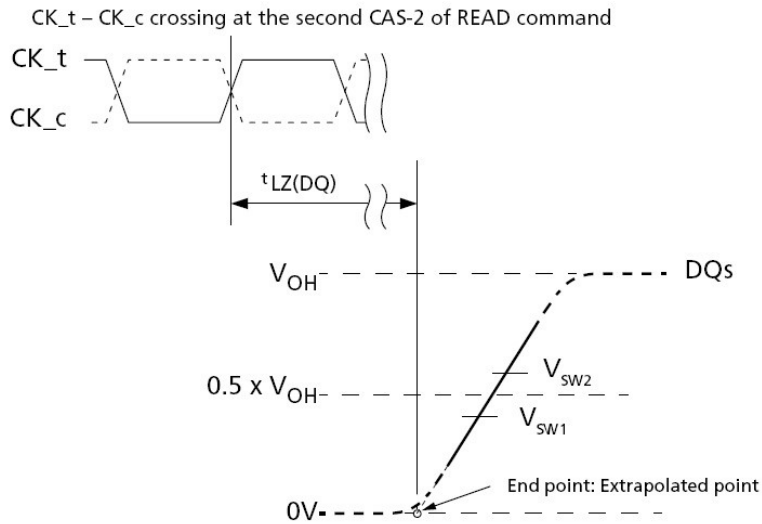 CK_t – CK_c crossing at the second CAS-2 of READ command
CK_t
CK_c
tLZ(DQ)
VOH
DQs
VSW2
0.5 x VOH
VSW1
End point: Extrapolated point
0V